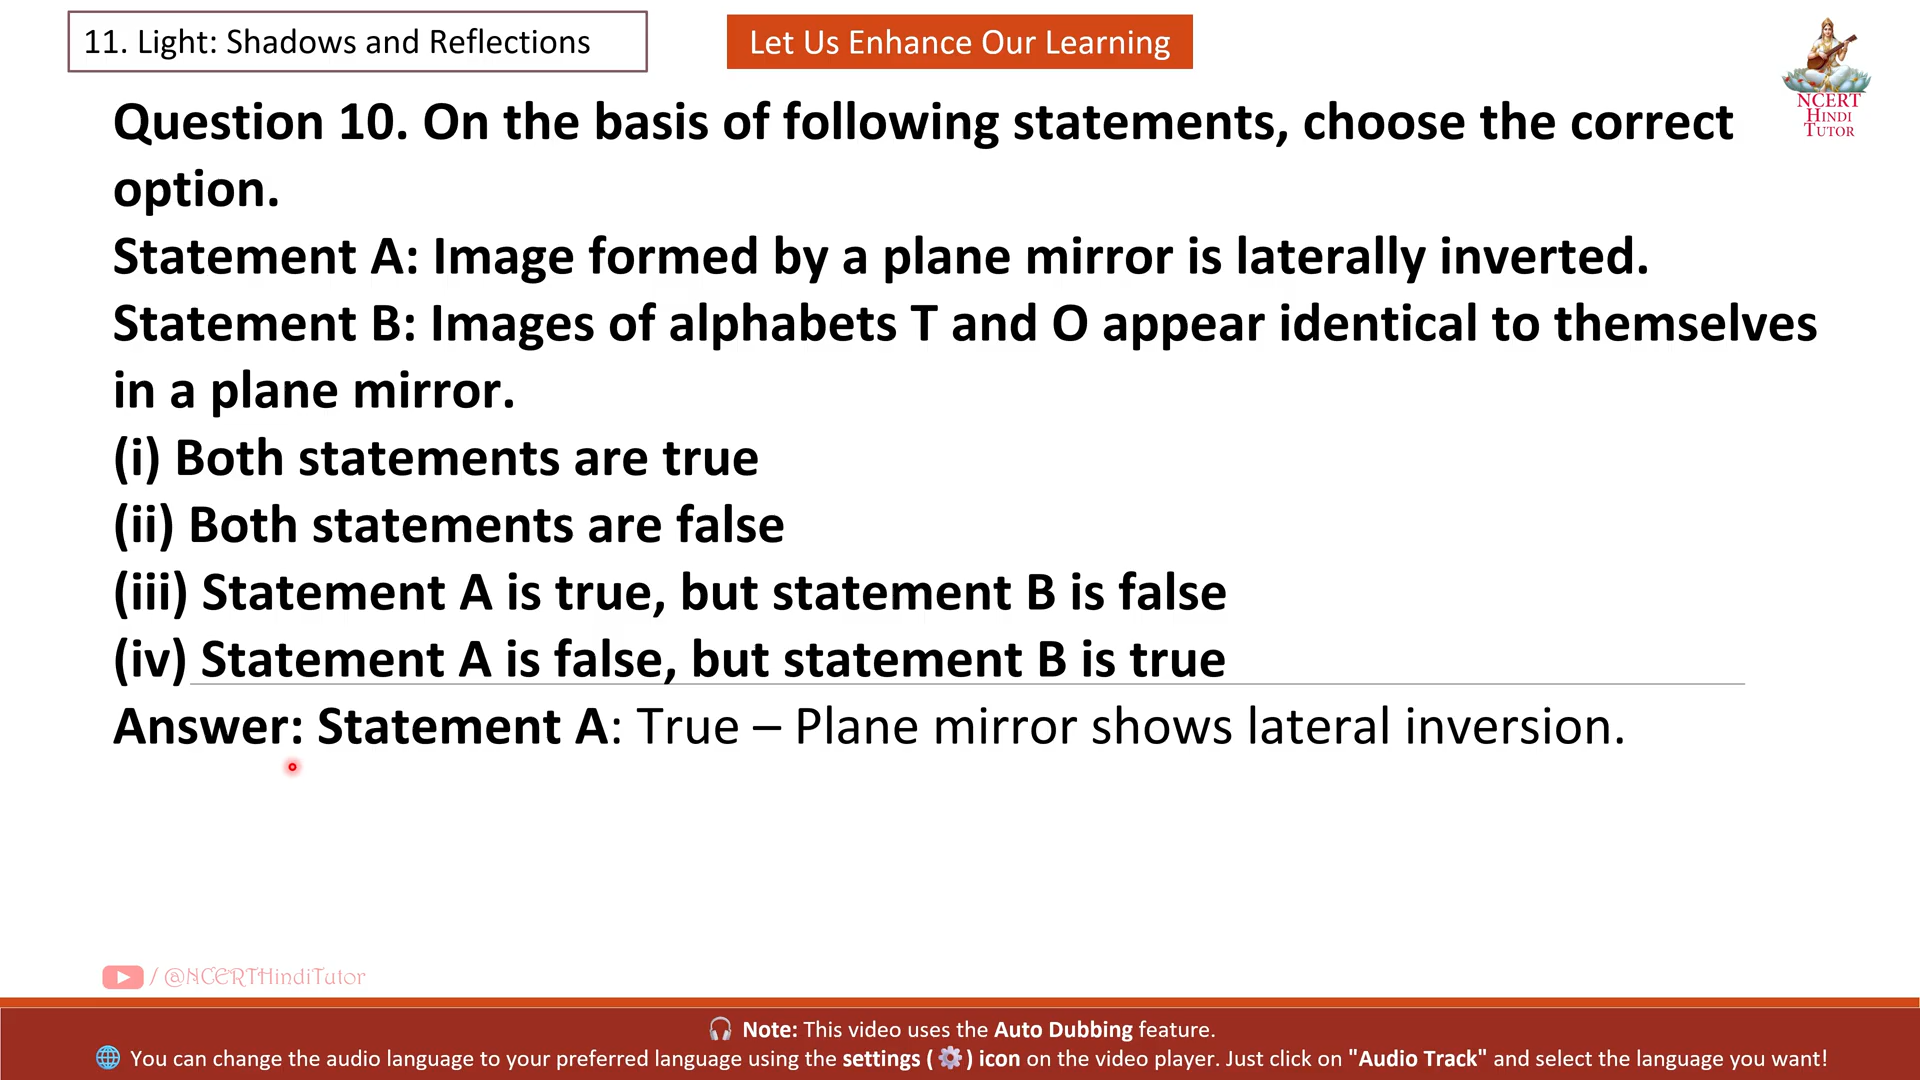 11. Light: Shadows and Reflections
Let Us Enhance Our Learning
NCERT
HINDI
TUTOR
Question 10. On the basis of following statements, choose the correct
option.
Statement A: Image formed by a plane mirror is laterally inverted.
Statement B: Images of alphabets T and O appear identical to themselves
in a plane mirror.
(i) Both statements are true
(ii) Both statements are false
(iii) Statement A is true, but statement B is false
(iv) Statement A is false, but statement B is true
Answer: Statement A: True – Plane mirror shows lateral inversion.
/ @NCERTHindiTutor
Note: This video uses the Auto Dubbing feature.
You can change the audio language to your preferred language using the settings ( ⚙️ ) icon on the video player. Just click on "Audio Track" and select the language you want!